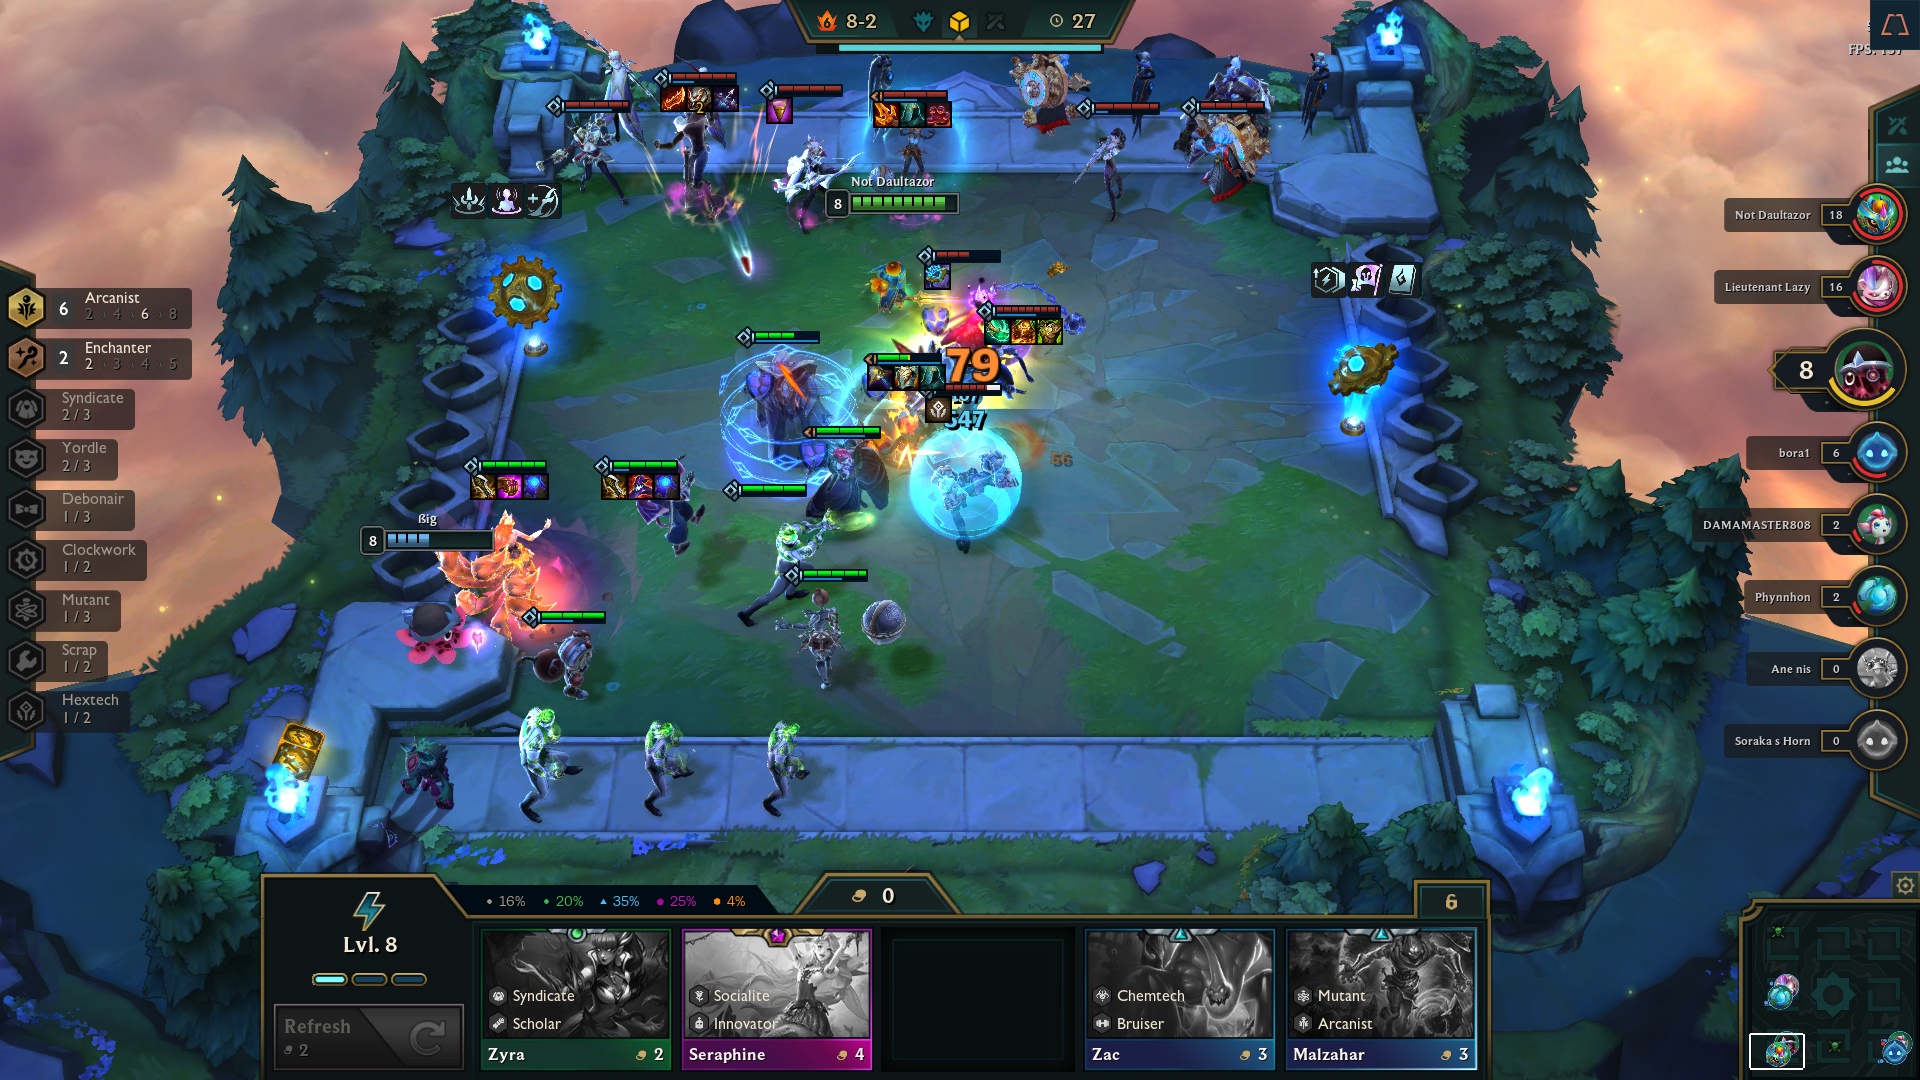 8-2
27
Not Daultazor
8
Not Daultazor 18
Lieutenant Lazy 16
8
bora1 6
DAMAMASTER808 2
Phynnhon 2
Ane nis 0
Soraka s Horn 0
6 Arcanist
2 › 4 › 6 › 8
2 Enchanter
2 › 3 › 4 › 5
Syndicate
2 / 3
Yordle
2 / 3
Debonair
1 / 3
Clockwork
1 / 2
Mutant
1 / 3
Scrap
1 / 2
Hextech
1 / 2
79
547
56
ßig
8
Lvl. 8
16% 20% 35% 25% 4%
0
6
Refresh
2
Syndicate
Scholar
Zyra 2
Socialite
Innovator
Seraphine 4
Chemtech
Bruiser
Zac 3
Mutant
Arcanist
Malzahar 3